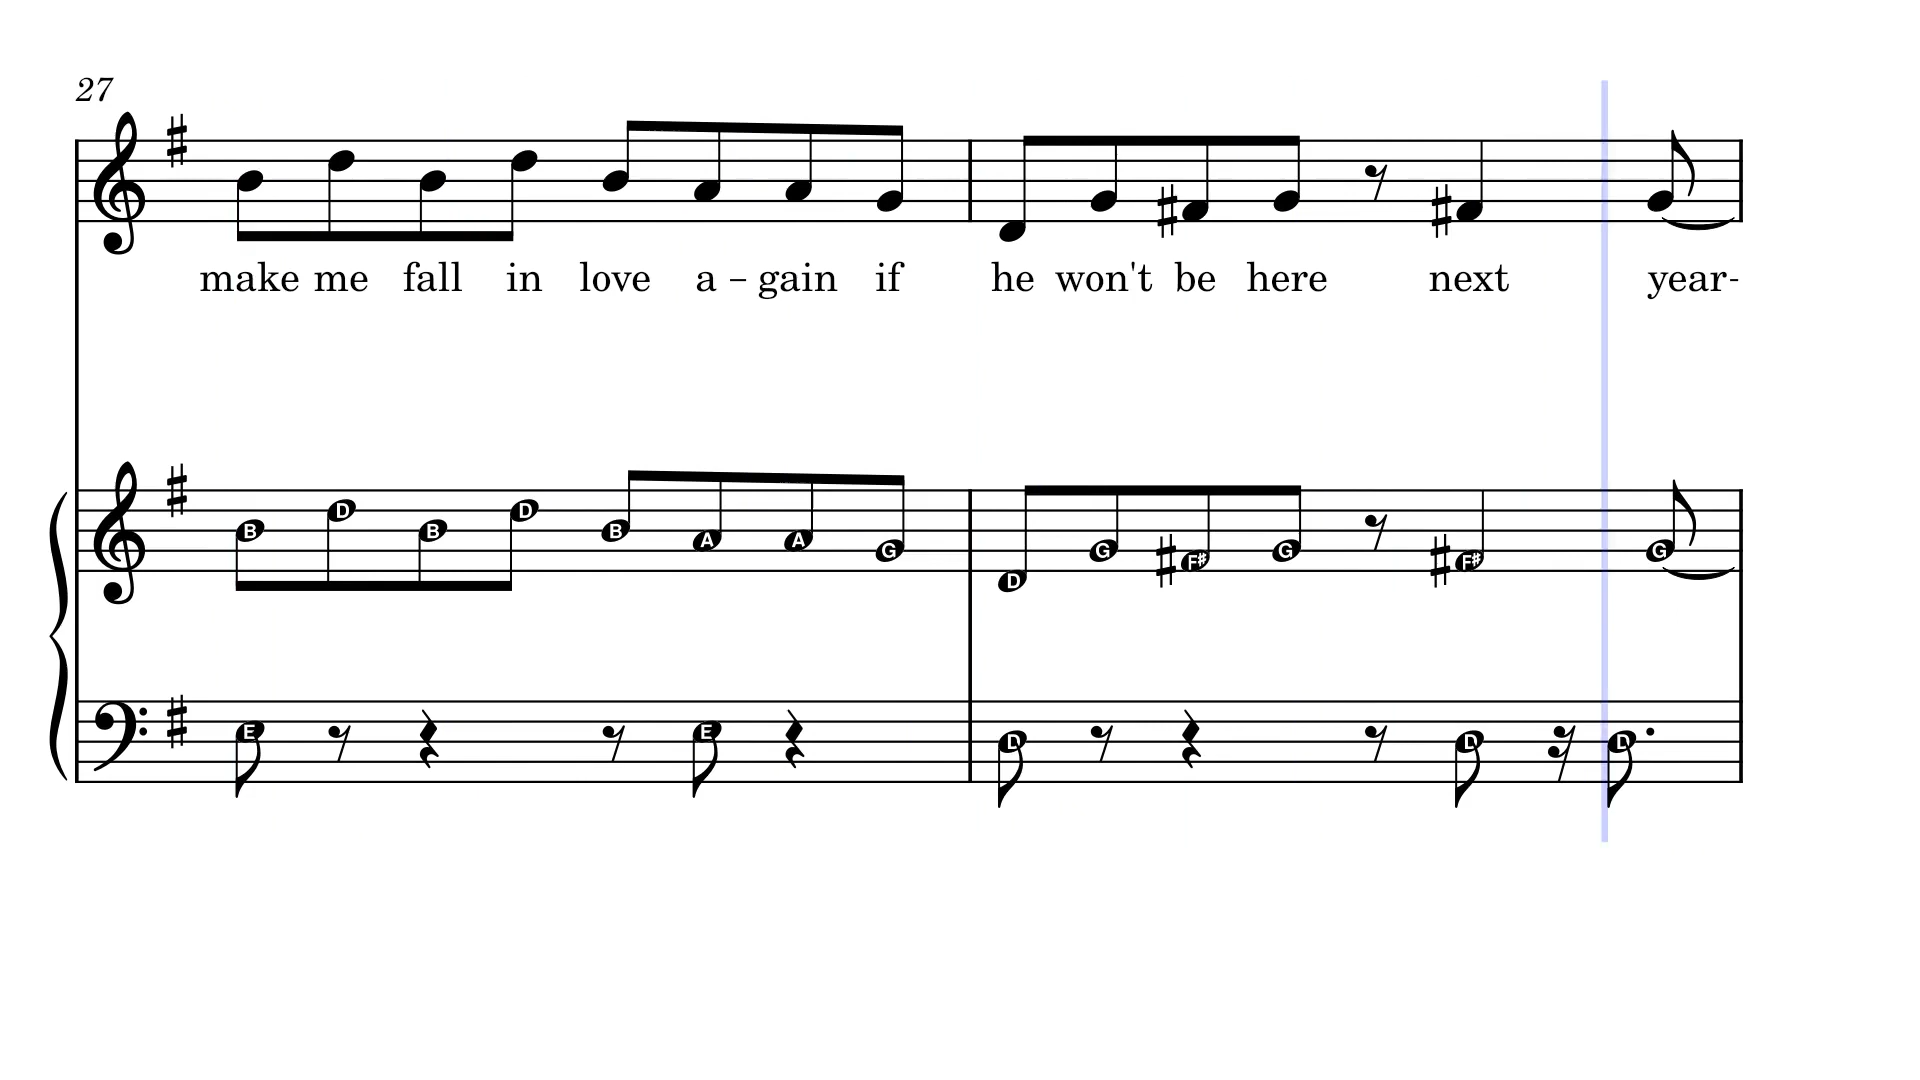 27
make me fall in love a – gain if he won't be here next year-
B D B D B A A G D G F# G F# G
E E D D D